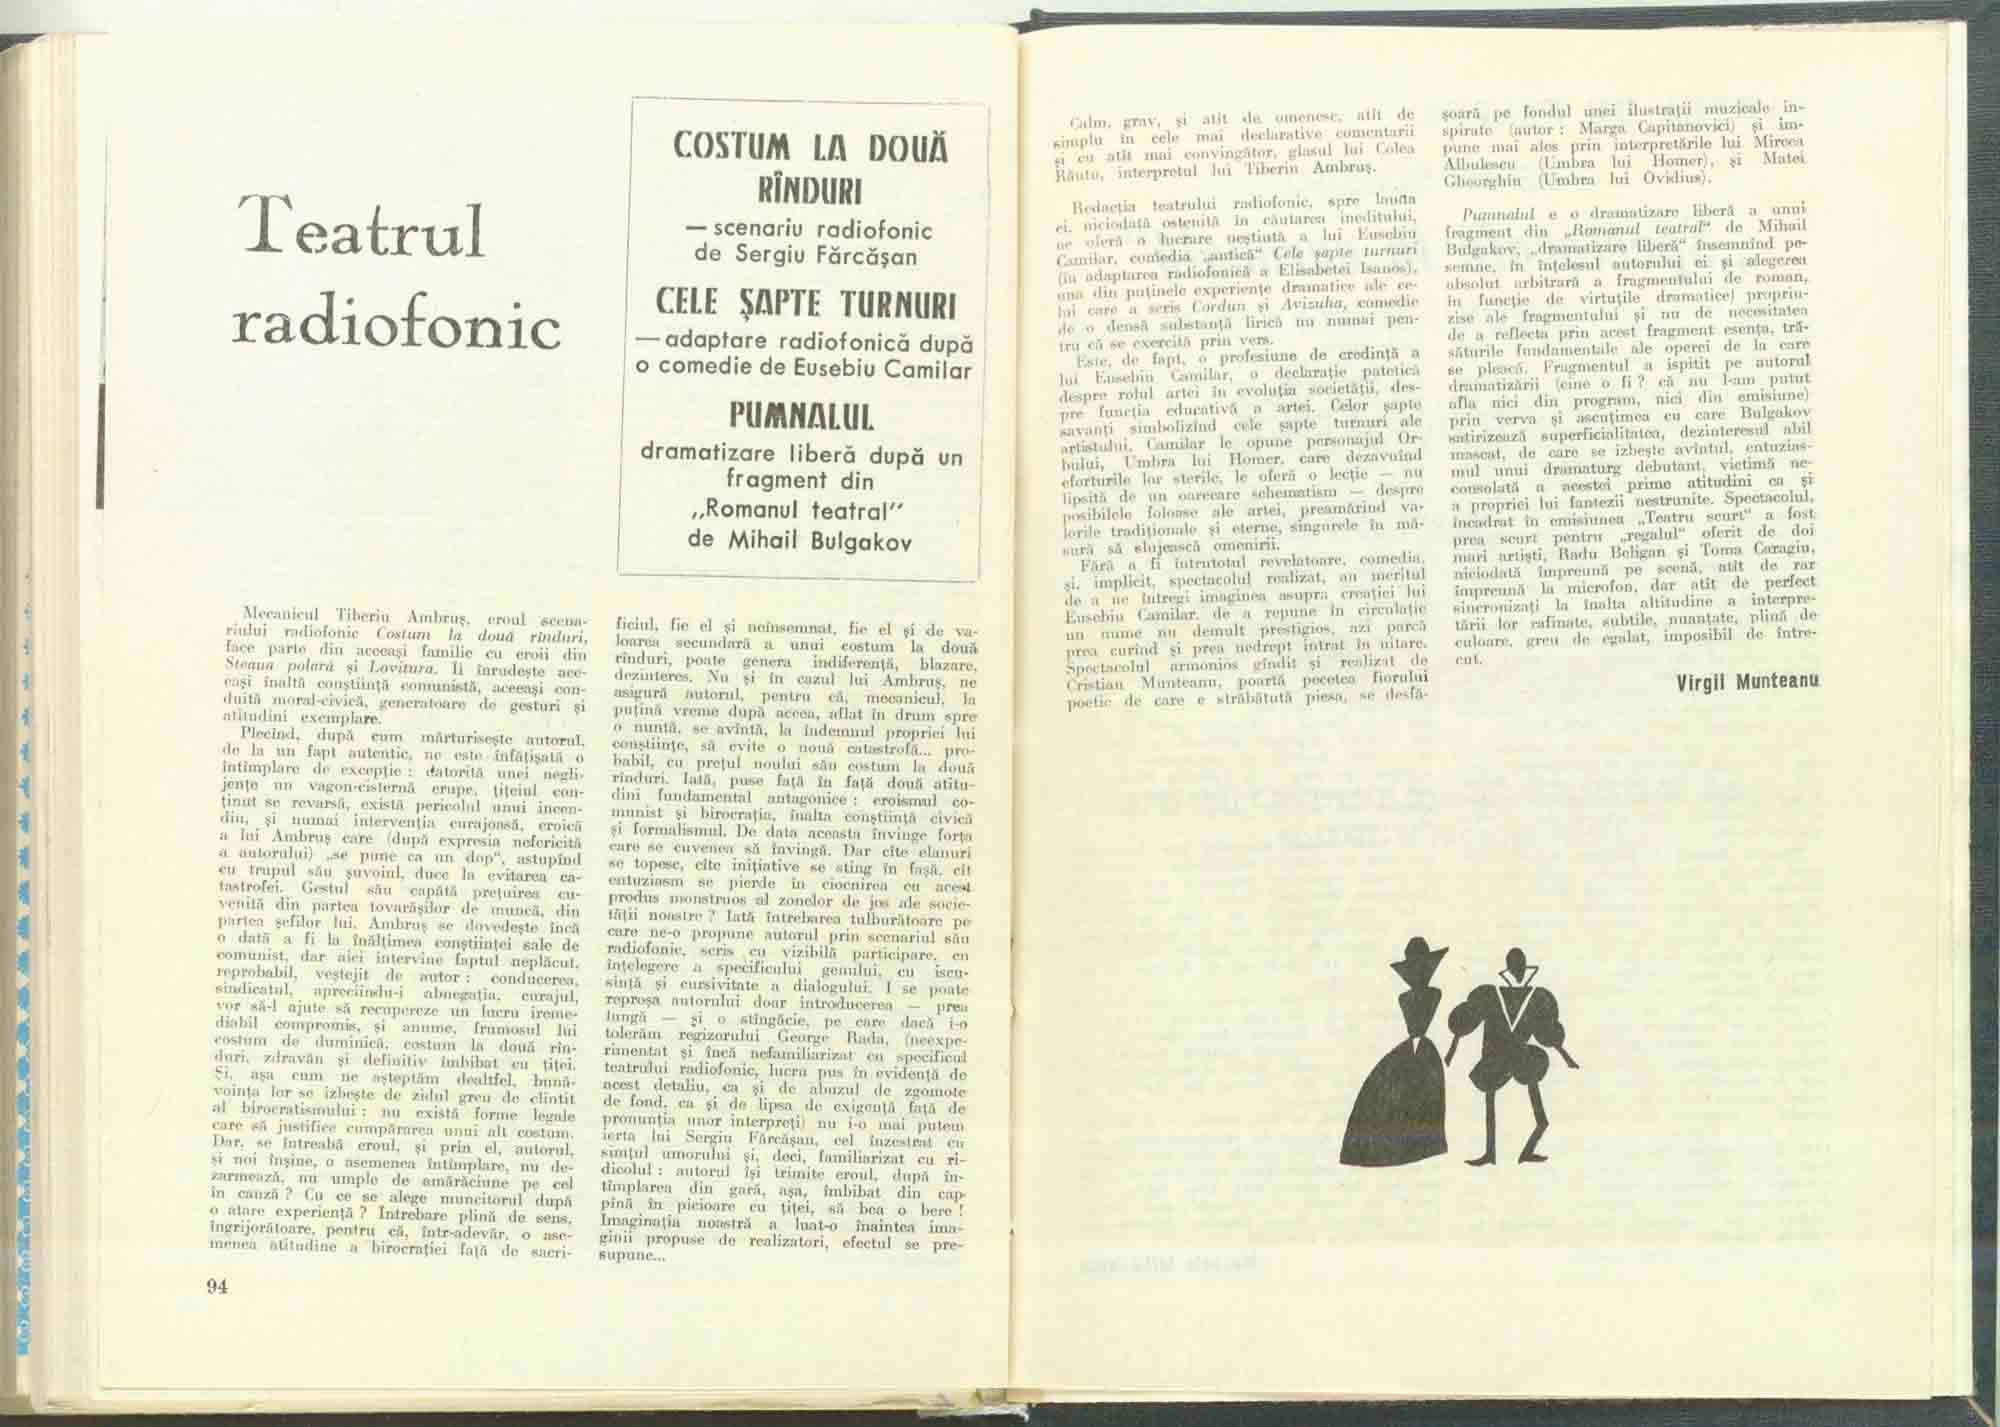 Teatrul
radiofonic
COSTUM LA DOUĂ
RÎNDURI
— scenariu radiofonic
de Sergiu Fărcăşan
CELE ŞAPTE TURNURI
— adaptare radiofonică după
o comedie de Eusebiu Camilar
PUMNALUL
dramatizare liberă după un
fragment din
„Romanul teatral”
de Mihail Bulgakov
Mecanicul Tiberiu Ambruş, eroul scena-
riului radiofonic Costum la două rînduri,
face parte din aceeaşi familie cu eroii din
Steaua polară şi Lovitura. Îi înrudeşte ace-
eaşi înaltă conştiinţă comunistă, aceeaşi con-
duită moral-civică, generatoare de gesturi şi
atitudini exemplare.
Plecînd, după cum mărturiseşte autorul,
de la un fapt autentic, ne este înfăţişată o
întîmplare de excepţie : datorită unei negli-
jenţe un vagon-cisternă erupe, ţiţeiul con-
ţinut se revarsă, există pericolul unui incen-
diu, şi numai intervenţia curajoasă, eroică
a lui Ambruş care (după expresia nefericită
a autorului) „se pune ca un dop“, astupînd
cu trupul său şuvoiul, duce la evitarea ca-
tastrofei. Gestul său capătă preţuirea cu-
venită din partea tovarăşilor de muncă, din
partea şefilor lui. Ambruş se dovedeşte încă
o dată a fi la înălţimea conştiinţei sale de
comunist, dar aici intervine faptul neplăcut,
reprobabil, veştejit de autor : conducerea,
sindicatul, apreciindu-i abnegaţia, curajul,
vor să-l ajute să recupereze un lucru ireme-
diabil compromis, şi anume, frumosul lui
costum de duminică, costum la două rîn-
duri, zdravăn şi definitiv îmbibat cu ţiţei.
Şi, aşa cum ne aşteptăm dealtfel, bună-
voinţa lor se izbeşte de zidul greu de clintit
al birocratismului : nu există forme legale
care să justifice cumpărarea unui alt costum.
Dar, se întreabă eroul, şi prin el, autorul,
şi noi înşine, o asemenea întîmplare, nu de-
zarmează, nu umple de amărăciune pe cel
în cauză ? Cu ce se alege muncitorul după
o atare experienţă ? Întrebare plină de sens,
îngrijorătoare, pentru că, într-adevăr, o ase-
menea atitudine a birocraţiei faţă de sacri-
ficiul, fie el şi neînsemnat, fie el şi de va-
loarea secundară a unui costum la două
rînduri, poate genera indiferenţă, blazare,
dezinteres. Nu şi în cazul lui Ambruş, ne
asigură autorul, pentru că, mecanicul, la
puţină vreme după aceea, aflat în drum spre
o nuntă, se avîntă, la îndemnul propriei lui
conştiinţe, să evite o nouă catastrofă... pro-
babil, cu preţul noului său costum la două
rînduri. Iată, puse faţă în faţă două atitu-
dini fundamental antagonice : eroismul co-
munist şi birocraţia, înalta conştiinţă civică
şi formalismul. De data aceasta învinge forţa
care se cuvenea să învingă. Dar cîte elanuri
se topesc, cîte iniţiative se sting în faşă, cît
entuziasm se pierde în ciocnirea cu acest
produs monstruos al zonelor de jos ale socie-
tăţii noastre ? Iată întrebarea tulburătoare pe
care ne-o propune autorul prin scenariul său
radiofonic, scris cu vizibilă participare, cu
înţelegere a specificului genului, cu iscu-
sinţă şi cursivitate a dialogului. I se poate
reproşa autorului doar introducerea — prea
lungă — şi o stîngăcie, pe care dacă i-o
tolerăm regizorului George Rada, (neexpe-
rimentat şi încă nefamiliarizat cu specificul
teatrului radiofonic, lucru pus în evidenţă de
acest detaliu, ca şi de abuzul de zgomote
de fond, ca şi de lipsa de exigenţă faţă de
pronunţia unor interpreţi) nu i-o mai putem
ierta lui Sergiu Fărcăşan, cel înzestrat cu
simţul umorului şi, deci, familiarizat cu ri-
dicolul : autorul îşi trimite eroul, după în-
tîmplarea din gară, aşa, îmbibat din cap-
pînă în picioare cu ţiţei, să bea o bere !
Imaginaţia noastră a luat-o înaintea ima-
ginii propuse de realizatori, efectul se pre-
supune...
94
Calm, grav, şi atît de omenesc, atît de
simplu în cele mai declarative comentarii
şi cu atît mai convingător, glasul lui Colea
Răutu, interpretul lui Tiberiu Ambruş.
Redacţia teatrului radiofonic, spre lauda
ei, niciodată ostenită în căutarea ineditului,
ne oferă o lucrare neştiută a lui Eusebiu
Camilar, comedia „antică“ Cele şapte turnuri
(în adaptarea radiofonică a Elisabetei Isanos),
una din puţinele experienţe dramatice ale ce-
lui care a scris Cordun şi Avizuha, comedie
de o densă substanţă lirică nu numai pen-
tru că se exercită prin vers.
Este, de fapt, o profesiune de credinţă a
lui Eusebiu Camilar, o declaraţie patetică
despre rolul artei în evoluţia societăţii, des-
pre funcţia educativă a artei. Celor şapte
savanţi simbolizînd cele şapte turnuri ale
artistului, Camilar le opune personajul Or-
bului, Umbra lui Homer, care dezavuînd
eforturile lor sterile, le oferă o lecţie — nu
lipsită de un oarecare schematism — despre
posibilele foloase ale artei, preamărind va-
lorile tradiţionale şi eterne, singurele în mă-
sură să slujească omenirii.
Fără a fi întrutotul revelatoare, comedia,
şi, implicit, spectacolul realizat, au meritul
de a ne întregi imaginea asupra creaţiei lui
Eusebiu Camilar, de a repune în circulaţie
un nume nu demult prestigios, azi parcă
prea curînd şi prea nedrept intrat în uitare.
Spectacolul armonios gîndit şi realizat de
Cristian Munteanu, poartă pecetea fiorului
poetic de care e străbătută piesa, se desfă-
şoară pe fondul unei ilustraţii muzicale in-
spirate (autor : Marga Capitanovici) şi im-
pune mai ales prin interpretările lui Mircea
Albulescu (Umbra lui Homer), şi Matei
Gheorghiu (Umbra lui Ovidius).
Pumnalul e o dramatizare liberă a unui
fragment din „Romanul teatral“ de Mihail
Bulgakov, „dramatizare liberă“ însemnînd pe-
semne, în înţelesul autorului ei şi alegerea
absolut arbitrară a fragmentului de roman,
în funcţie de virtuţile dramatice) propriu-
zise ale fragmentului şi nu de necesitatea
de a reflecta prin acest fragment esenţa, tră-
săturile fundamentale ale operei de la care
se pleacă. Fragmentul a ispitit pe autorul
dramatizării (cine o fi ? că nu l-am putut
afla nici din program, nici din emisiune)
prin verva şi ascuţimea cu care Bulgakov
satirizează superficialitatea, dezinteresul abil
mascat, de care se izbeşte avîntul, entuzias-
mul unui dramaturg debutant, victimă ne-
consolată a acestei prime atitudini ca şi
a propriei lui fantezii nestrunite. Spectacolul,
încadrat în emisiunea „Teatru scurt“ a fost
prea scurt pentru „regalul“ oferit de doi
mari artişti, Radu Beligan şi Toma Caragiu,
niciodată împreună pe scenă, atît de rar
împreună la microfon, dar atît de perfect
sincronizaţi la înalta altitudine a interpre-
tării lor rafinate, subtile, nuanţate, plină de
culoare, greu de egalat, imposibil de între-
cut.
Virgil Munteanu